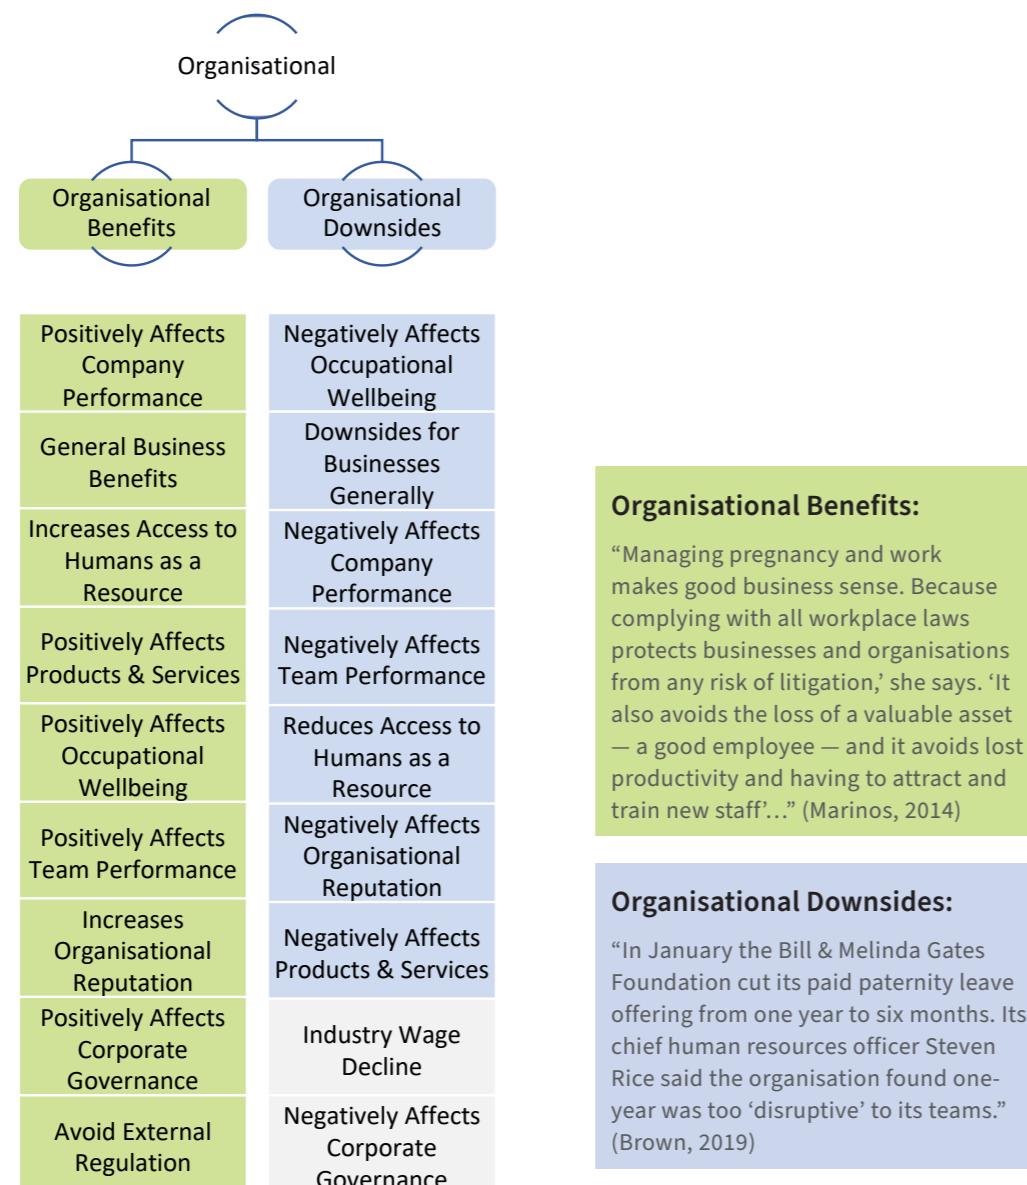 Organisational
Organisational
Benefits
Organisational
Downsides
Positively Affects
Company
Performance
General Business
Benefits
Increases Access to
Humans as a
Resource
Positively Affects
Products & Services
Positively Affects
Occupational
Wellbeing
Positively Affects
Team Performance
Increases
Organisational
Reputation
Positively Affects
Corporate
Governance
Avoid External
Regulation
Negatively Affects
Occupational
Wellbeing
Downsides for
Businesses
Generally
Negatively Affects
Company
Performance
Negatively Affects
Team Performance
Reduces Access to
Humans as a
Resource
Negatively Affects
Organisational
Reputation
Negatively Affects
Products & Services
Industry Wage
Decline
Negatively Affects
Corporate
Governance
Organisational Benefits:
“Managing pregnancy and work
makes good business sense. Because
complying with all workplace laws
protects businesses and organisations
from any risk of litigation,’ she says. ‘It
also avoids the loss of a valuable asset
— a good employee — and it avoids lost
productivity and having to attract and
train new staff’…” (Marinos, 2014)
Organisational Downsides:
“In January the Bill & Melinda Gates
Foundation cut its paid paternity leave
offering from one year to six months. Its
chief human resources officer Steven
Rice said the organisation found one-
year was too ‘disruptive’ to its teams.”
(Brown, 2019)